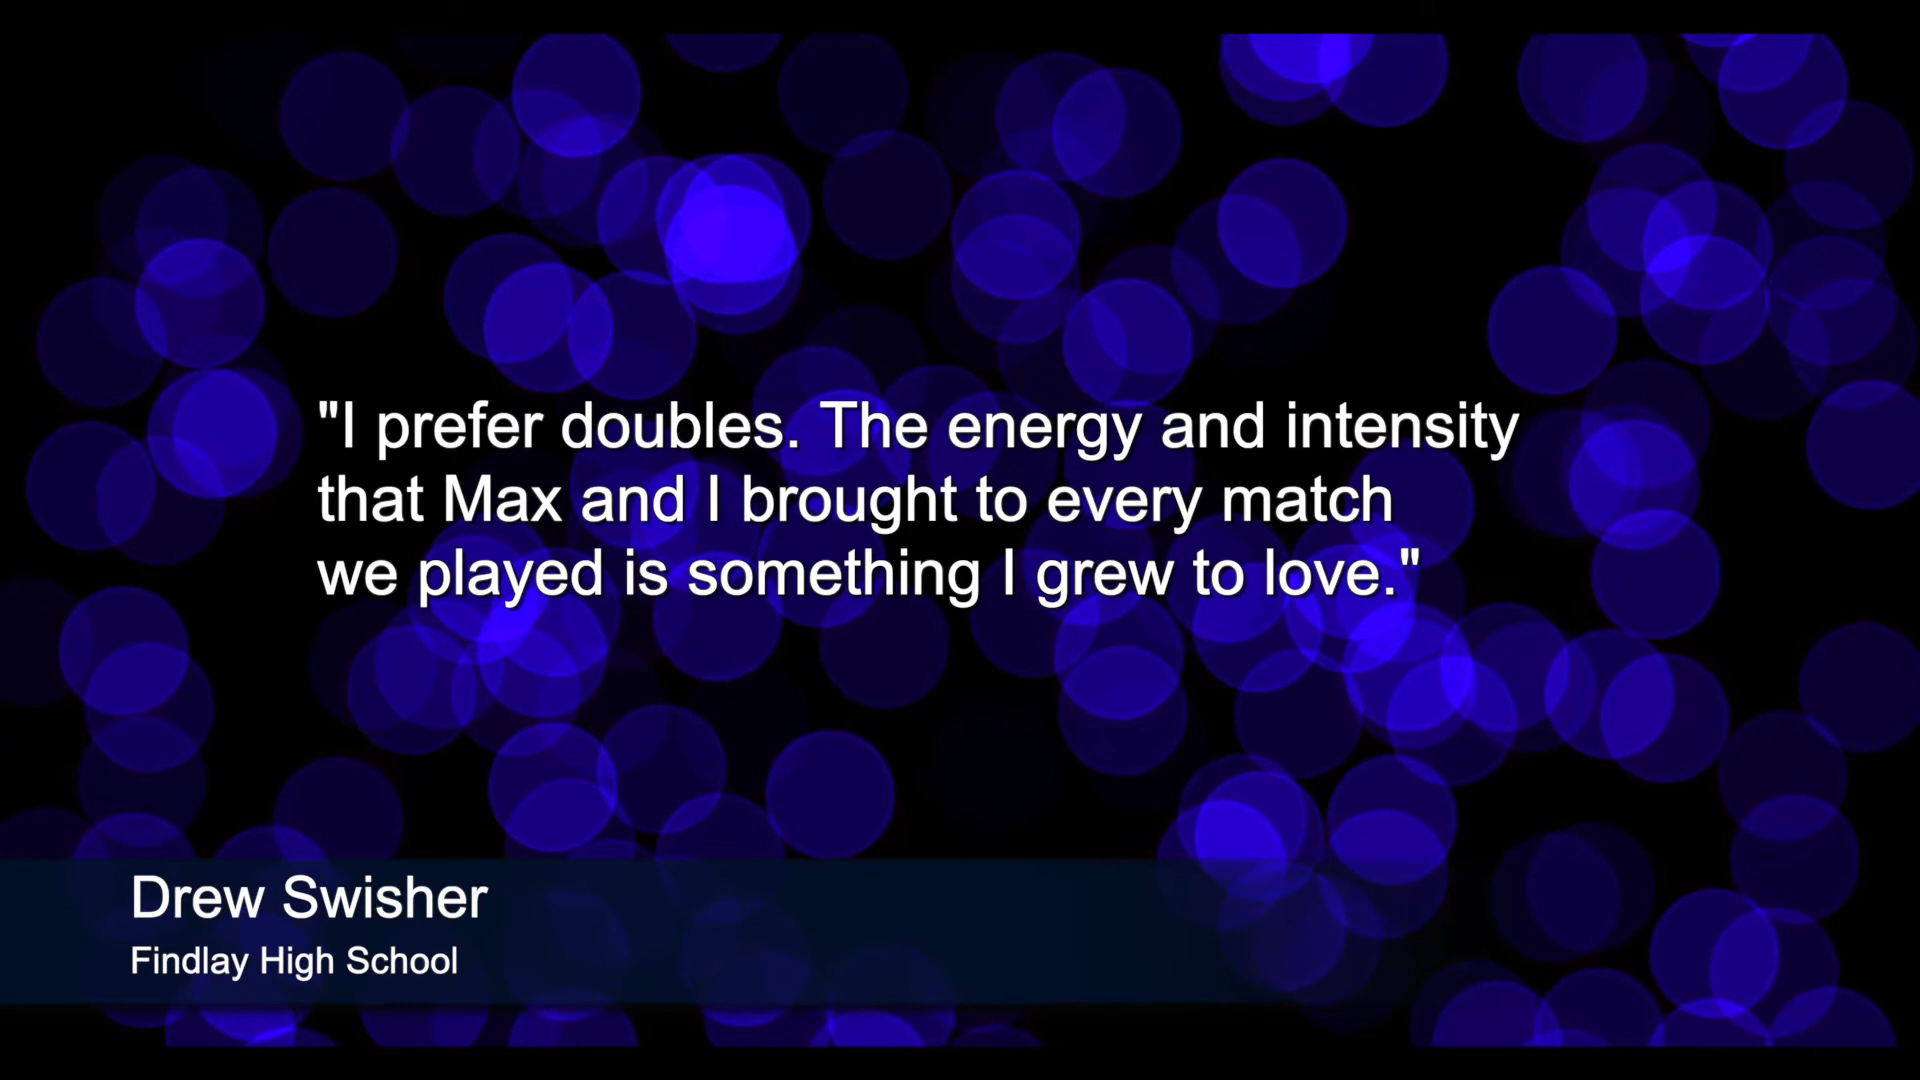 "I prefer doubles. The energy and intensity
that Max and I brought to every match
we played is something I grew to love."
Drew Swisher
Findlay High School